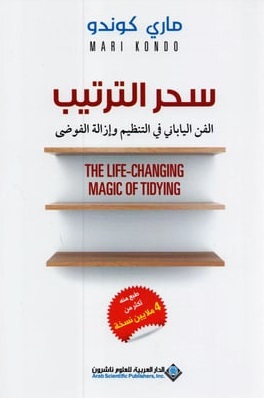 ماري كوندو
MARI KONDO
سحر الترتيب
الفن الياباني في التنظيم وإزالة الفوضى
THE LIFE-CHANGING
MAGIC OF TIDYING
طبع منه
أكثر من
4 ملايين نسخة
الدار العربية للعلوم ناشرون
Arab Scientific Publishers, Inc.